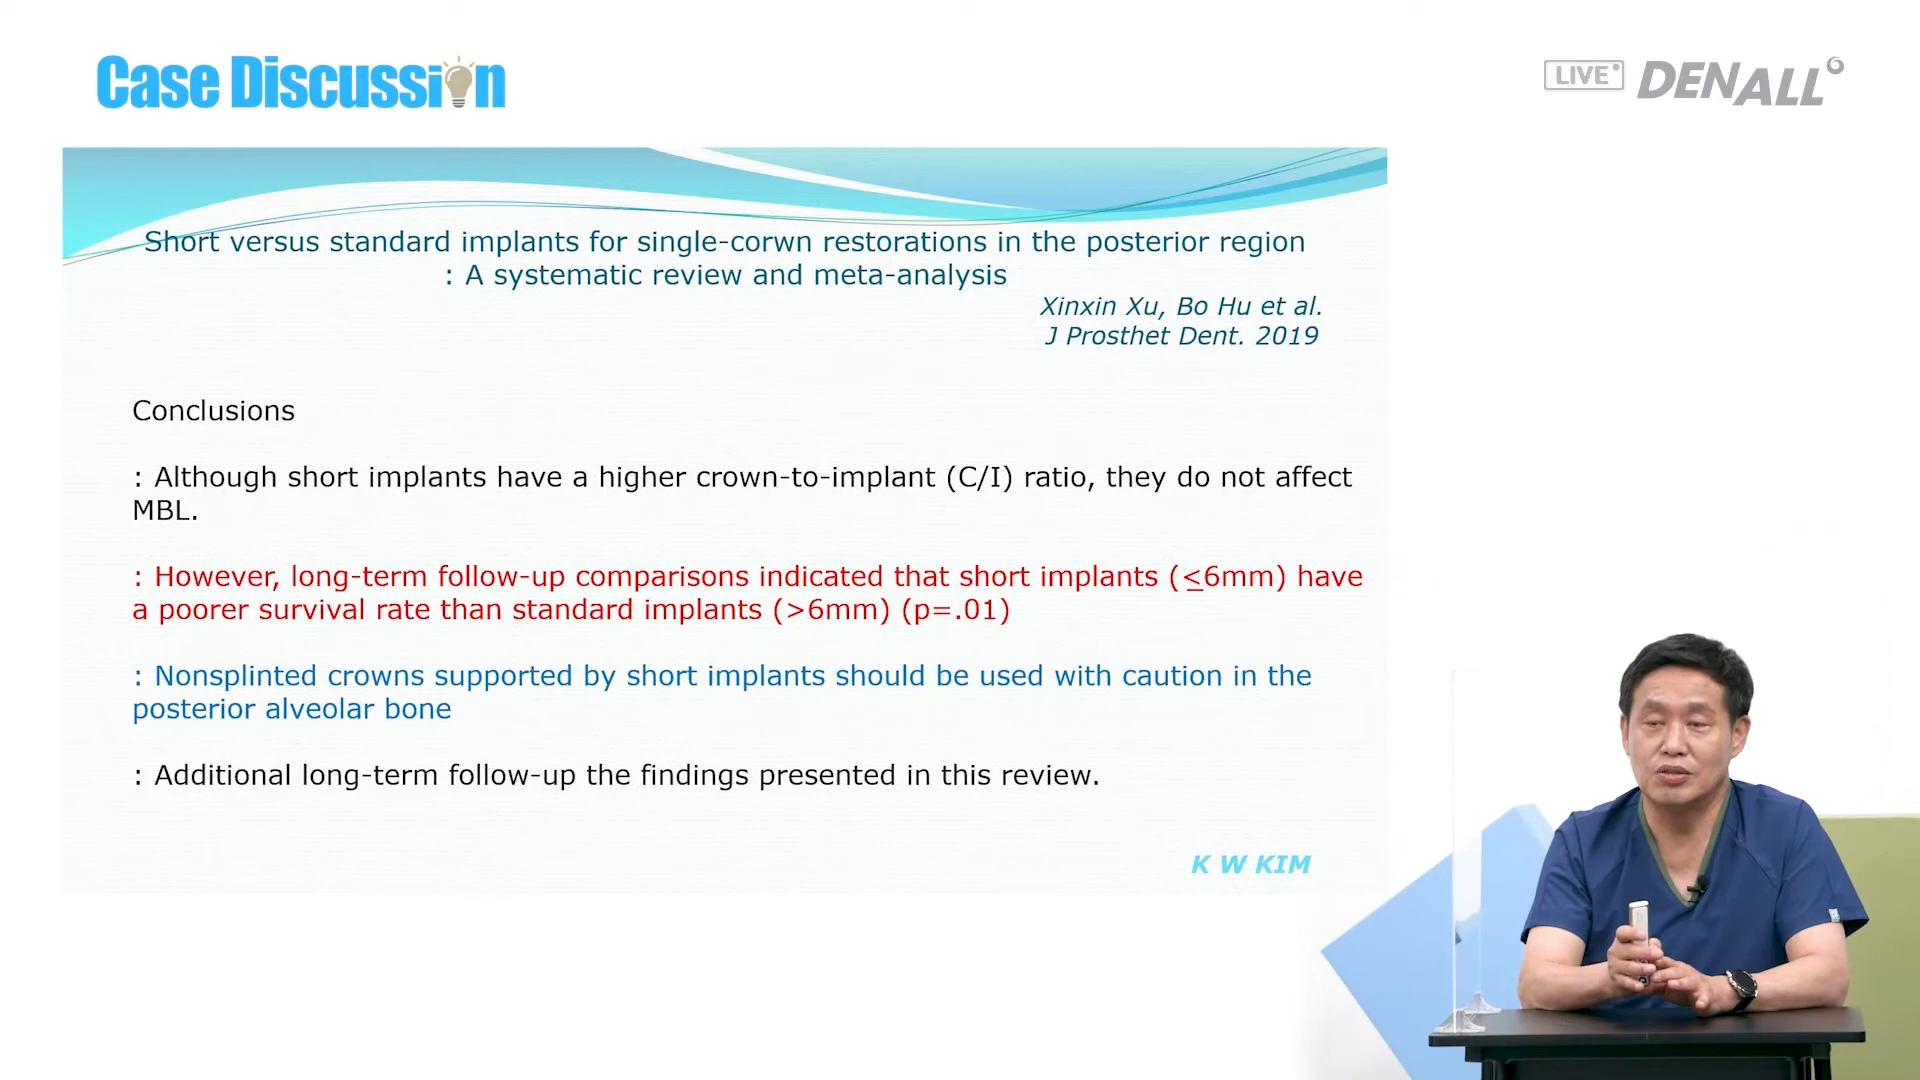 Case Discussion
LIVE DENALL
Short versus standard implants for single-corwn restorations in the posterior region
: A systematic review and meta-analysis
Xinxin Xu, Bo Hu et al.
J Prosthet Dent. 2019
Conclusions
: Although short implants have a higher crown-to-implant (C/I) ratio, they do not affect
MBL.
: However, long-term follow-up comparisons indicated that short implants (≤6mm) have
a poorer survival rate than standard implants (>6mm) (p=.01)
: Nonsplinted crowns supported by short implants should be used with caution in the
posterior alveolar bone
: Additional long-term follow-up the findings presented in this review.
K W KIM